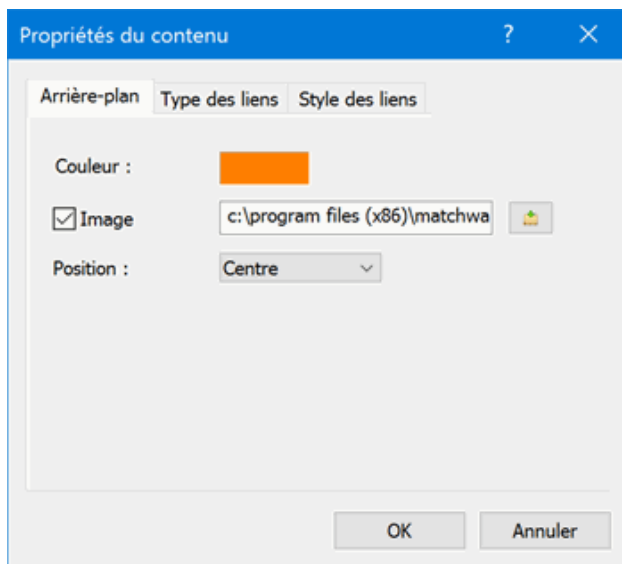 Propriétés du contenu ?
Arrière-plan Type des liens Style des liens
Couleur :
Image c:\program files (x86)\matchwa
Position : Centre
OK Annuler